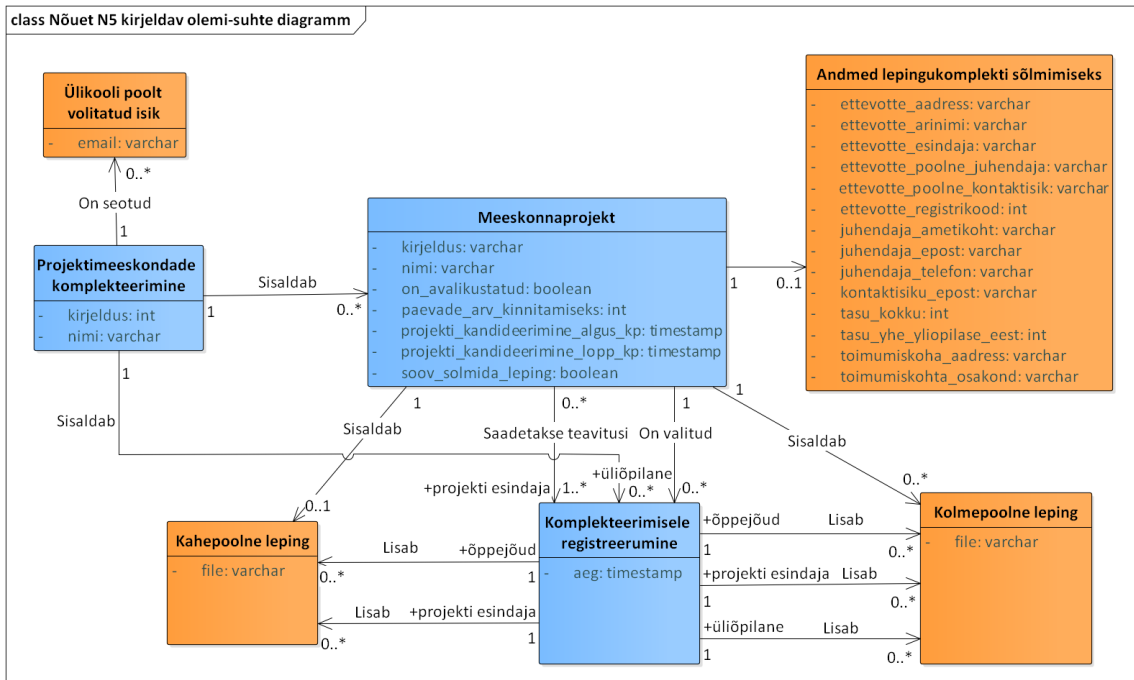 class Nõuet N5 kirjeldav olemi-suhte diagramm
Ülikooli poolt
volitatud isik
- email: varchar
0..*
On seotud
1
Projektimeeskondade
komplekteerimine
- kirjeldus: int
- nimi: varchar
1
Sisaldab
0..*
1
Sisaldab
Meeskonnaprojekt
- kirjeldus: varchar
- nimi: varchar
- on_avalikustatud: boolean
- paevade_arv_kinnitamiseks: int
- projekti_kandideerimine_algus_kp: timestamp
- projekti_kandideerimine_lopp_kp: timestamp
- soov_solmida_leping: boolean
1
0..1
Andmed lepingukomplekti sõlmimiseks
- ettevotte_aadress: varchar
- ettevotte_arinimi: varchar
- ettevotte_esindaja: varchar
- ettevotte_poolne_juhendaja: varchar
- ettevotte_poolne_kontaktisik: varchar
- ettevotte_registrikood: int
- juhendaja_ametikoht: varchar
- juhendaja_epost: varchar
- juhendaja_telefon: varchar
- kontaktisiku_epost: varchar
- tasu_kokku: int
- tasu_yhe_yliopilase_eest: int
- toimumiskoha_aadress: varchar
- toimumiskohta_osakond: varchar
1
Sisaldab
0..1
0..*
Saadetakse teavitusi
+projekti esindaja
1..*
1
On valitud
0..*
+üliõpilane
0..*
1
Sisaldab
0..*
Kahepoolne leping
- file: varchar
Komplekteerimisele
registreerumine
- aeg: timestamp
Kolmepoolne leping
- file: varchar
Lisab
+õppejõud
0..*
1
Lisab
+projekti esindaja
0..*
1
+õppejõud
Lisab
1
0..*
+projekti esindaja
Lisab
1
0..*
+üliõpilane
Lisab
1
0..*